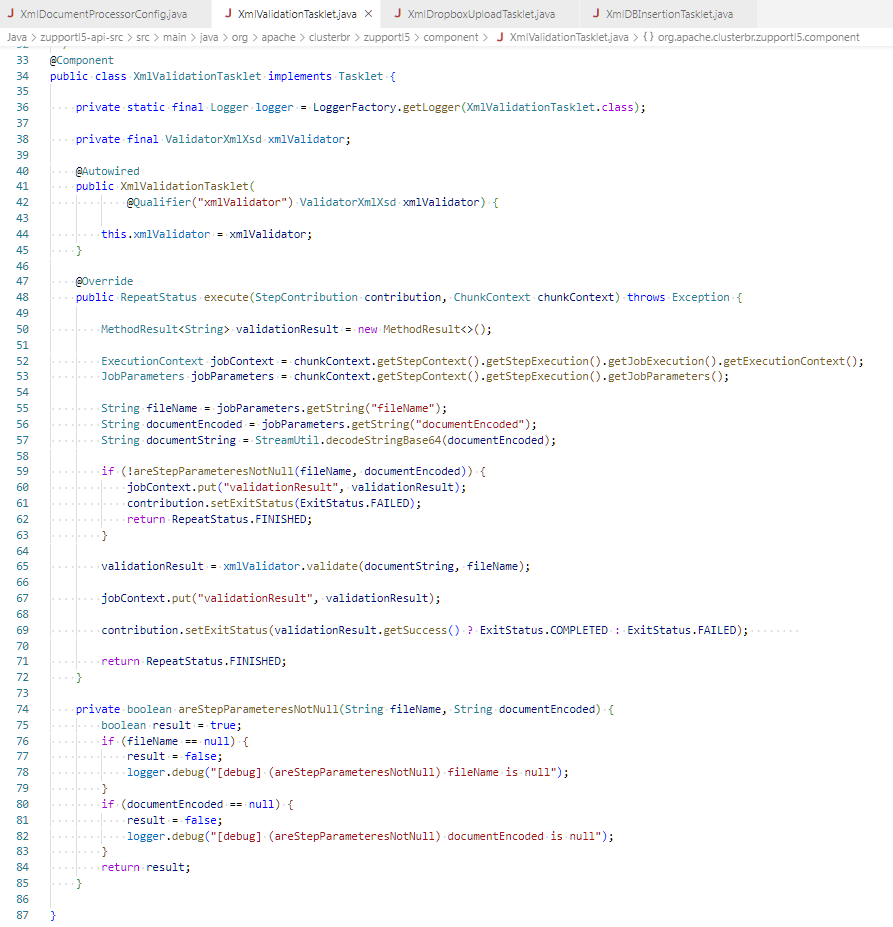 J XmlDocumentProcessorConfig.java J XmlValidationTasklet.java × J XmlDropboxUploadTasklet.java J XmlDBInsertionTasklet.java
Java > zupporti5-api-src > src > main > java > org > apache > clusterbr > zupporti5 > component > J XmlValidationTasklet.java > {} org.apache.clusterbr.zupporti5.component
33 @Component
34 public class XmlValidationTasklet implements Tasklet {
35
36 private static final Logger logger = LoggerFactory.getLogger(XmlValidationTasklet.class);
37
38 private final ValidatorXmlXsd xmlValidator;
39
40 @Autowired
41 public XmlValidationTasklet(
42 @Qualifier("xmlValidator") ValidatorXmlXsd xmlValidator) {
43
44 this.xmlValidator = xmlValidator;
45 }
46
47 @Override
48 public RepeatStatus execute(StepContribution contribution, ChunkContext chunkContext) throws Exception {
49
50 MethodResult<String> validationResult = new MethodResult<>();
51
52 ExecutionContext jobContext = chunkContext.getStepContext().getStepExecution().getJobExecution().getExecutionContext();
53 JobParameters jobParameters = chunkContext.getStepContext().getStepExecution().getJobParameters();
54
55 String fileName = jobParameters.getString("fileName");
56 String documentEncoded = jobParameters.getString("documentEncoded");
57 String documentString = StreamUtil.decodeStringBase64(documentEncoded);
58
59 if (!areStepParameteresNotNull(fileName, documentEncoded)) {
60 jobContext.put("validationResult", validationResult);
61 contribution.setExitStatus(ExitStatus.FAILED);
62 return RepeatStatus.FINISHED;
63 }
64
65 validationResult = xmlValidator.validate(documentString, fileName);
66
67 jobContext.put("validationResult", validationResult);
68
69 contribution.setExitStatus(validationResult.getSuccess() ? ExitStatus.COMPLETED : ExitStatus.FAILED);
70
71 return RepeatStatus.FINISHED;
72 }
73
74 private boolean areStepParameteresNotNull(String fileName, String documentEncoded) {
75 boolean result = true;
76 if (fileName == null) {
77 result = false;
78 logger.debug("[debug] (areStepParameteresNotNull) fileName is null");
79 }
80 if (documentEncoded == null) {
81 result = false;
82 logger.debug("[debug] (areStepParameteresNotNull) documentEncoded is null");
83 }
84 return result;
85 }
86
87 }